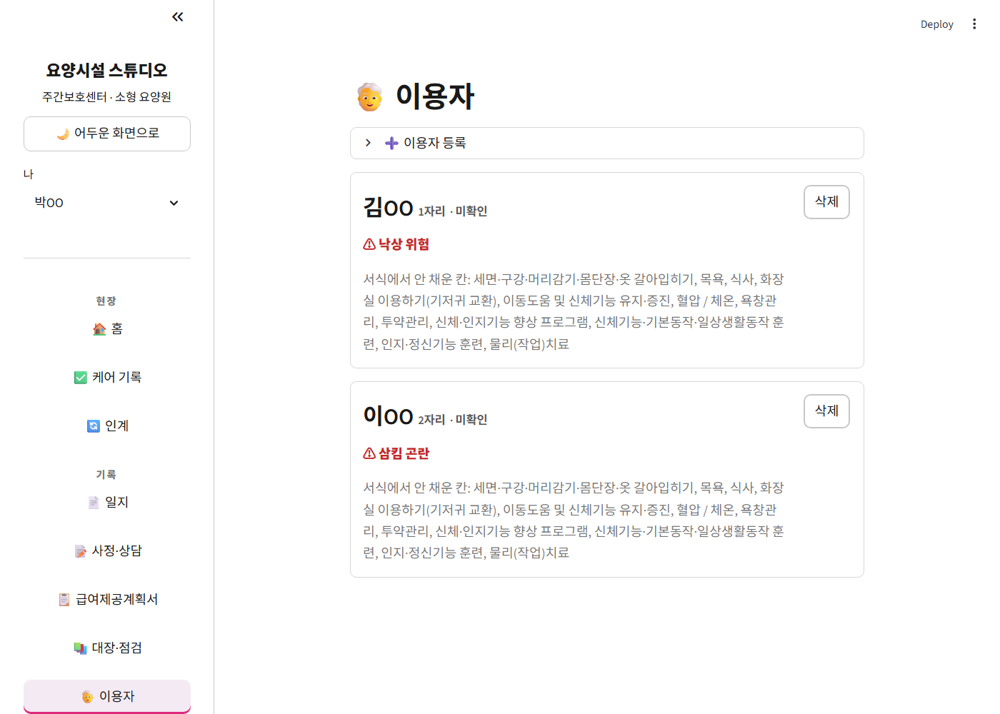 요양시설 스튜디오
주간보호센터 · 소형 요양원
🌙 어두운 화면으로
나
박OO
현장
홈
케어 기록
인계
기록
일지
사정·상담
급여제공계획서
대장·점검
이용자
Deploy
이용자
이용자 등록
김OO 1자리 · 미확인
삭제
⚠ 낙상 위험
서식에서 안 채운 칸: 세면·구강·머리감기·몸단장·옷 갈아입히기, 목욕, 식사, 화장
실 이용하기(기저귀 교환), 이동도움 및 신체기능 유지·증진, 혈압 / 체온, 욕창관
리, 투약관리, 신체·인지기능 향상 프로그램, 신체기능·기본동작·일상생활동작 훈
련, 인지·정신기능 훈련, 물리(작업)치료
이OO 2자리 · 미확인
삭제
⚠ 삼킴 곤란
서식에서 안 채운 칸: 세면·구강·머리감기·몸단장·옷 갈아입히기, 목욕, 식사, 화장
실 이용하기(기저귀 교환), 이동도움 및 신체기능 유지·증진, 혈압 / 체온, 욕창관
리, 투약관리, 신체·인지기능 향상 프로그램, 신체기능·기본동작·일상생활동작 훈
련, 인지·정신기능 훈련, 물리(작업)치료